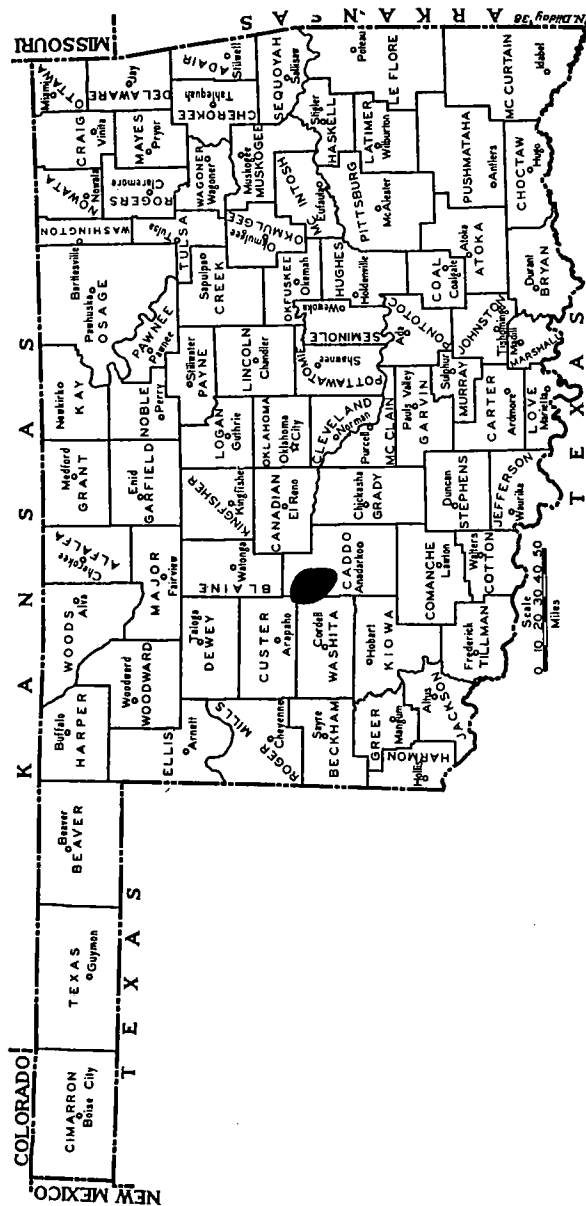 COLORADO
KANSAS
MISSOURI
NEW MEXICO
TEXAS
ARKANSAS
TEXAS
N. Dilday '38
CIMARRON
Boise City
TEXAS
Guymon
Beaver
BEAVER
Buffalo
HARPER
WOODS
Alva
Cherokee
ALFALFA
Medford
GRANT
Newkirk
KAY
Pawhuska
OSAGE
Bartlesville
WASHINGTON
NOWATA
Nowata
CRAIG
Vinita
Miami
OTTAWA
Woodward
WOODWARD
MAJOR
Fairview
Enid
GARFIELD
NOBLE
Perry
PAWNEE
Pawnee
TULSA
Tulsa
ROGERS
Claremore
MAYES
Pryor
Jay
DELAWARE
ELLIS
Arnett
Taloga
DEWEY
BLAINE
Watonga
KINGFISHER
Kingfisher
LOGAN
Guthrie
Stillwater
PAYNE
Sapulpa
CREEK
WAGONER
Wagoner
CHEROKEE
Tahlequah
ADAIR
Stilwell
ROGER MILLS
Cheyenne
CUSTER
Arapaho
CANADIAN
El Reno
OKLAHOMA
Oklahoma City
LINCOLN
Chandler
OKFUSKEE
Okemah
Okmulgee
OKMULGEE
Muskogee
MUSKOGEE
MC INTOSH
Eufaula
SEQUOYAH
Sallisaw
Sayre
BECKHAM
Cordell
WASHITA
CADDO
Anadarko
Chickasha
GRADY
CLEVELAND
Norman
Purcell
MC CLAIN
Shawnee
POTTAWATOMIE
Wewoka
SEMINOLE
HUGHES
Holdenville
PITTSBURG
McAlester
Stigler
HASKELL
LATIMER
Wilburton
Poteau
LE FLORE
GREER
Mangum
HARMON
Hollis
Hobart
KIOWA
Altus
JACKSON
COMANCHE
Lawton
Frederick
TILLMAN
Walters
COTTON
Duncan
STEPHENS
JEFFERSON
Waurika
Pauls Valley
GARVIN
Ada
PONTOTOC
Sulphur
MURRAY
CARTER
Ardmore
LOVE
Marietta
JOHNSTON
Tishomingo
Madill
MARSHALL
COAL
Coalgate
Atoka
ATOKA
Durant
BRYAN
PUSHMATAHA
Antlers
CHOCTAW
Hugo
MC CURTAIN
Idabel
Scale
0 10 20 30 40 50
Miles